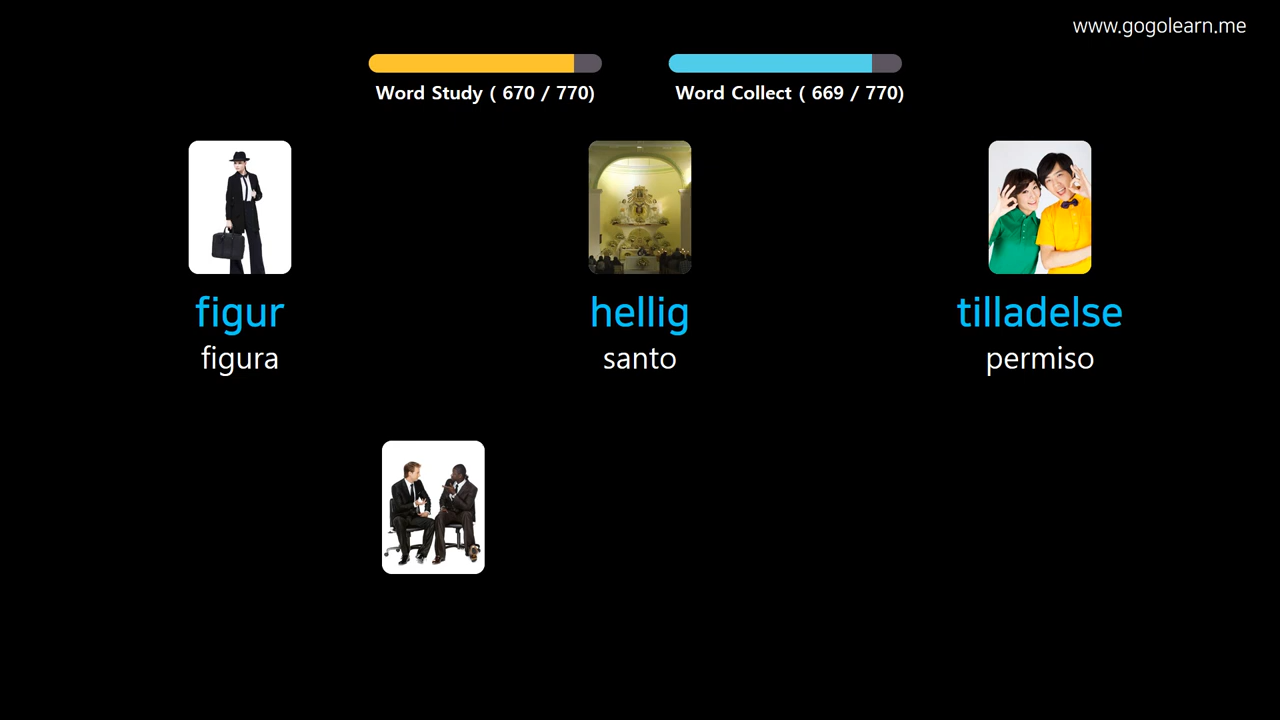 www.gogolearn.me
Word Study ( 670 / 770)
Word Collect ( 669 / 770)
figur
figura
hellig
santo
tilladelse
permiso